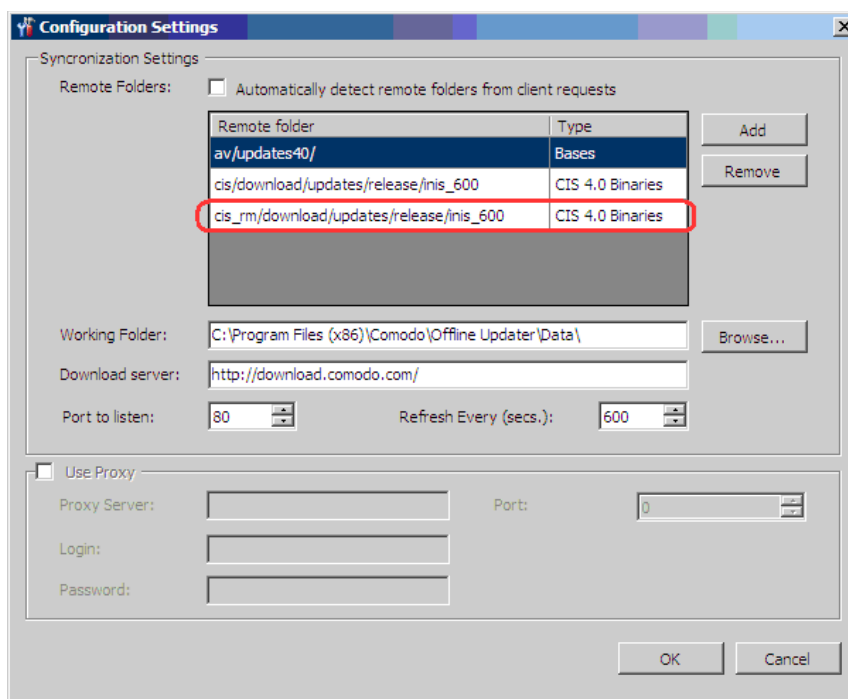 Configuration Settings
Syncronization Settings
Remote Folders: Automatically detect remote folders from client requests
Remote folder Type
Add
av/updates40/ Bases
Remove
cis/download/updates/release/inis_600 CIS 4.0 Binaries
cis_rm/download/updates/release/inis_600 CIS 4.0 Binaries
Working Folder: C:\Program Files (x86)\Comodo\Offline Updater\Data\ Browse...
Download server: http://download.comodo.com/
Port to listen: 80 Refresh Every (secs.): 600
Use Proxy
Proxy Server: Port: 0
Login:
Password:
OK Cancel